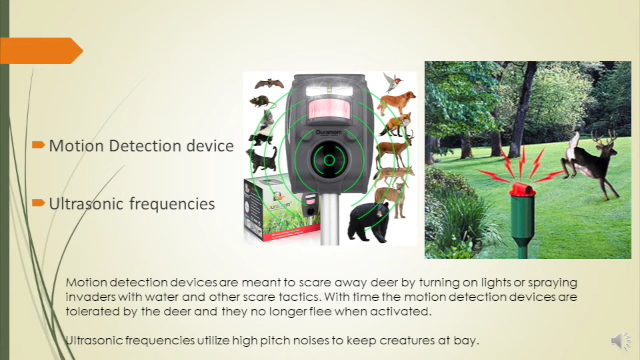 Motion Detection device
Ultrasonic frequencies
Motion detection devices are meant to scare away deer by turning on lights or spraying
invaders with water and other scare tactics. With time the motion detection devices are
tolerated by the deer and they no longer flee when activated.
Ultrasonic frequencies utilize high pitch noises to keep creatures at bay.